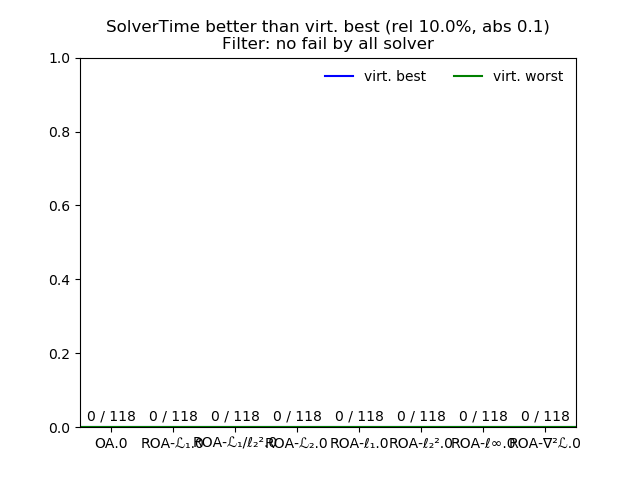 SolverTime better than virt. best (rel 10.0%, abs 0.1)
Filter: no fail by all solver
virt. best
virt. worst
1.0
0.8
0.6
0.4
0.2
0.0
0 / 118 0 / 118 0 / 118 0 / 118 0 / 118 0 / 118 0 / 118 0 / 118
OA.0 ROA-ℒ₁.0 ROA-ℒ₁/ℓ₂².0 ROA-ℒ₂.0 ROA-ℓ₁.0 ROA-ℓ₂².0 ROA-ℓ∞.0 ROA-∇²ℒ.0